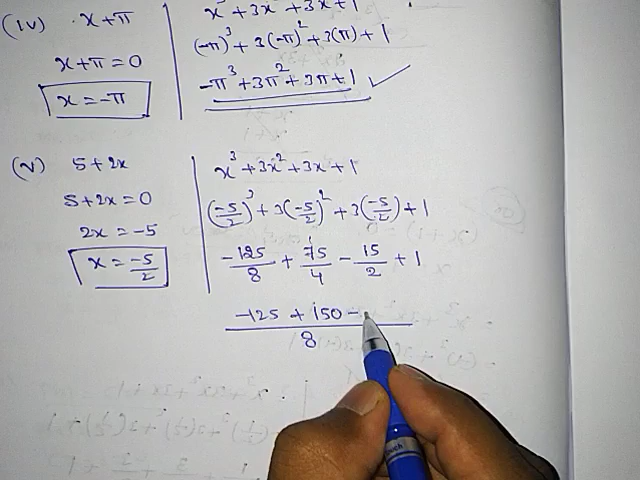 (iv) x+π
x³+3x²+3x+1
(-π)³+3(-π)²+3(π)+1
x+π=0
-π³+3π²+3π+1
x=-π
(v) 5+2x
x³+3x²+3x+1
5+2x=0
(-5/2)³+3(-5/2)²+3(-5/2)+1
2x=-5
x=-5/2
-125/8+75/4-15/2+1
-125+150-
8